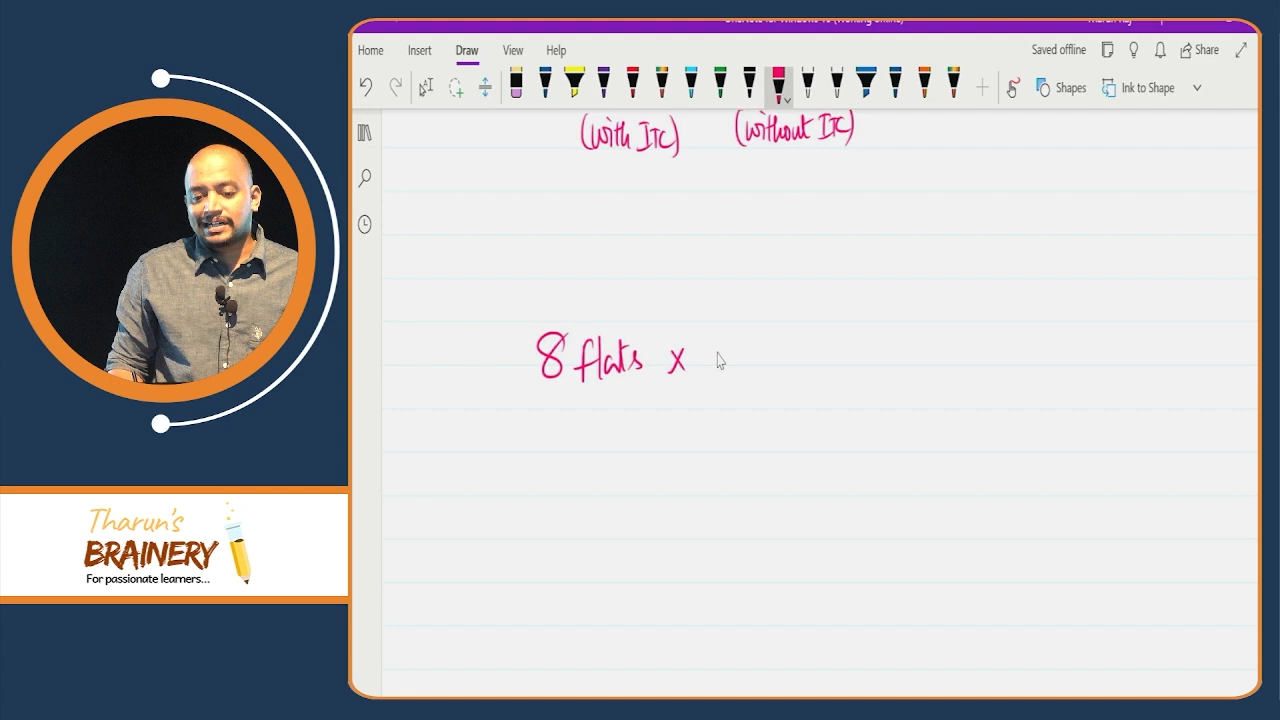 Home Insert Draw View Help Saved offline Share
Shapes Ink to Shape
(with ITC) (without ITC)
8 flats x
Tharun's
BRAINERY
For passionate learners...